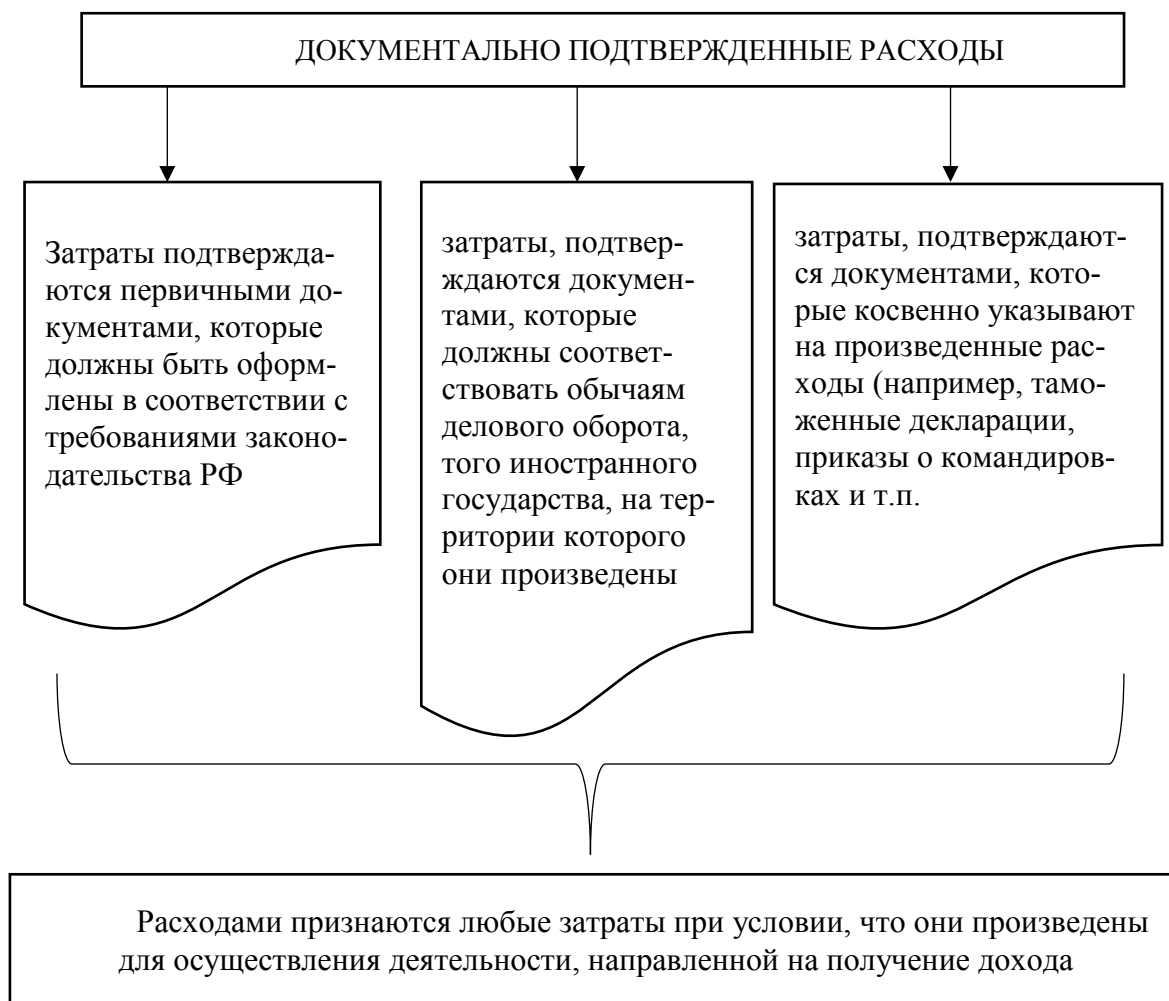 ДОКУМЕНТАЛЬНО ПОДТВЕРЖДЕННЫЕ РАСХОДЫ
Затраты подтвержда-
ются первичными до-
кументами, которые
должны быть оформ-
лены в соответствии с
требованиями законо-
дательства РФ
затраты, подтвер-
ждаются докумен-
тами, которые
должны соответ-
ствовать обычаям
делового оборота,
того иностранного
государства, на тер-
ритории которого
они произведены
затраты, подтверждают-
ся документами, кото-
рые косвенно указывают
на произведенные рас-
ходы (например, тамо-
женные декларации,
приказы о командиров-
ках и т.п.
Расходами признаются любые затраты при условии, что они произведены
для осуществления деятельности, направленной на получение дохода